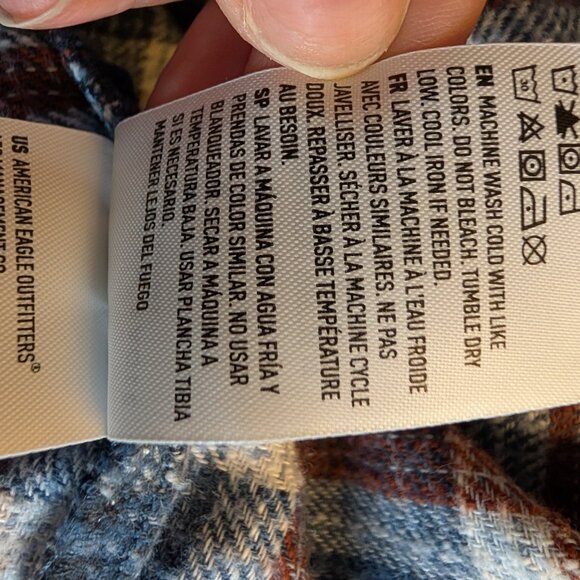 US AMERICAN EAGLE OUTFITTERS®
EN MACHINE WASH COLD WITH LIKE
COLORS. DO NOT BLEACH. TUMBLE DRY
LOW. COOL IRON IF NEEDED.
FR LAVER À LA MACHINE À L'EAU FROIDE
AVEC COULEURS SIMILAIRES. NE PAS
JAVELLISER. SÉCHER À LA MACHINE CYCLE
DOUX. REPASSER À BASSE TEMPÉRATURE
AU BESOIN.
SP LAVAR A MÁQUINA CON AGUA FRÍA Y
PRENDAS DE COLOR SIMILAR. NO USAR
BLANQUEADOR. SECAR A MÁQUINA A
TEMPERATURA BAJA. USAR PLANCHA TIBIA
SI ES NECESARIO.
MANTENER LEJOS DEL FUEGO